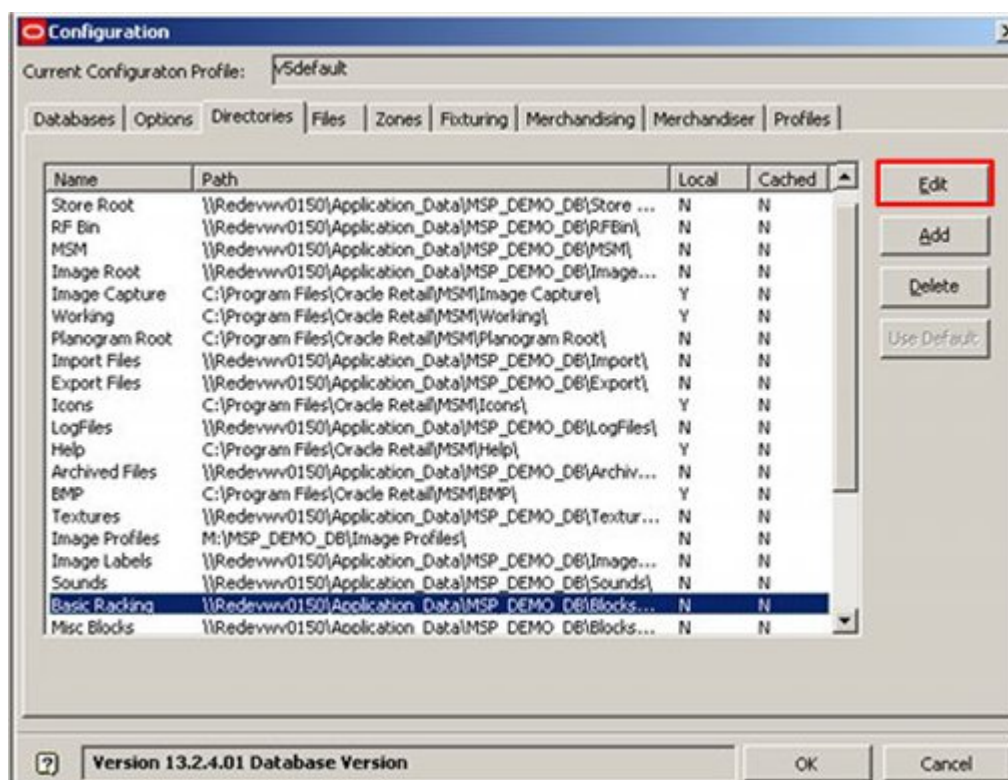 Configuration
Current Configuraton Profile: v5default
Databases Options Directories Files Zones Fixturing Merchandising Merchandiser Profiles
Name Path Local Cached
Store Root \\Redevwv0150\Application_Data\MSP_DEMO_DB\Store ... N N
RF Bin \\Redevwv0150\Application_Data\MSP_DEMO_DB\RFBin\ N N
MSM \\Redevwv0150\Application_Data\MSP_DEMO_DB\MSM\ N N
Image Root \\Redevwv0150\Application_Data\MSP_DEMO_DB\Image... N N
Image Capture C:\Program Files\Oracle Retail\MSM\Image Capture\ Y N
Working C:\Program Files\Oracle Retail\MSM\Working\ Y N
Planogram Root C:\Program Files\Oracle Retail\MSM\Planogram Root\ N N
Import Files \\Redevwv0150\Application_Data\MSP_DEMO_DB\Import\ N N
Export Files \\Redevwv0150\Application_Data\MSP_DEMO_DB\Export\ N N
Icons C:\Program Files\Oracle Retail\MSM\Icons\ Y N
LogFiles \\Redevwv0150\Application_Data\MSP_DEMO_DB\LogFiles\ N N
Help C:\Program Files\Oracle Retail\MSM\Help\ Y N
Archived Files \\Redevwv0150\Application_Data\MSP_DEMO_DB\Archiv... N N
BMP C:\Program Files\Oracle Retail\MSM\BMP\ Y N
Textures \\Redevwv0150\Application_Data\MSP_DEMO_DB\Textur... N N
Image Profiles M:\MSP_DEMO_DB\Image Profiles\ N N
Image Labels \\Redevwv0150\Application_Data\MSP_DEMO_DB\Image... N N
Sounds \\Redevwv0150\Application_Data\MSP_DEMO_DB\Sounds\ N N
Basic Racking \\Redevwv0150\Application_Data\MSP_DEMO_DB\Blocks... N N
Misc Blocks \\Redevwv0150\Application_Data\MSP_DEMO_DB\Blocks... N N
Edit
Add
Delete
Use Default
Version 13.2.4.01 Database Version
OK Cancel